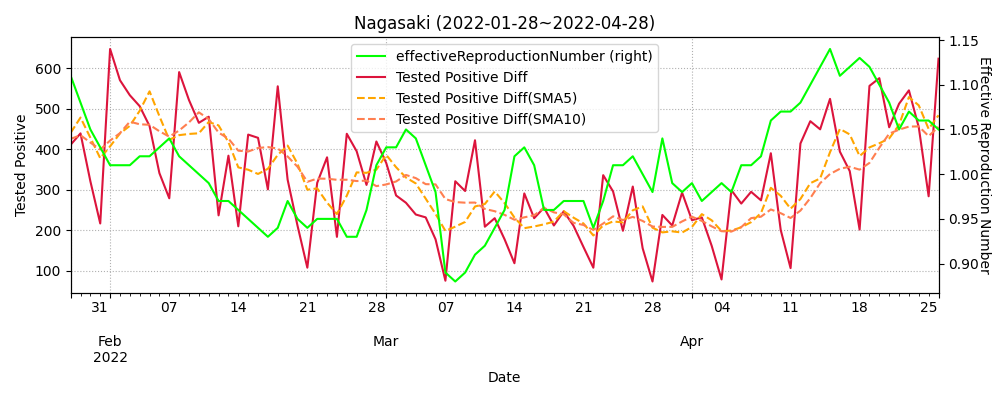 Nagasaki (2022-01-28~2022-04-28)
effectiveReproductionNumber (right)
Tested Positive Diff
Tested Positive Diff(SMA5)
Tested Positive Diff(SMA10)
Tested Positive
600
500
400
300
200
100
Effective Reproduction Number
1.15
1.10
1.05
1.00
0.95
0.90
31 07 14 21 28 07 14 21 28 04 11 18 25
Feb Mar Apr
2022
Date